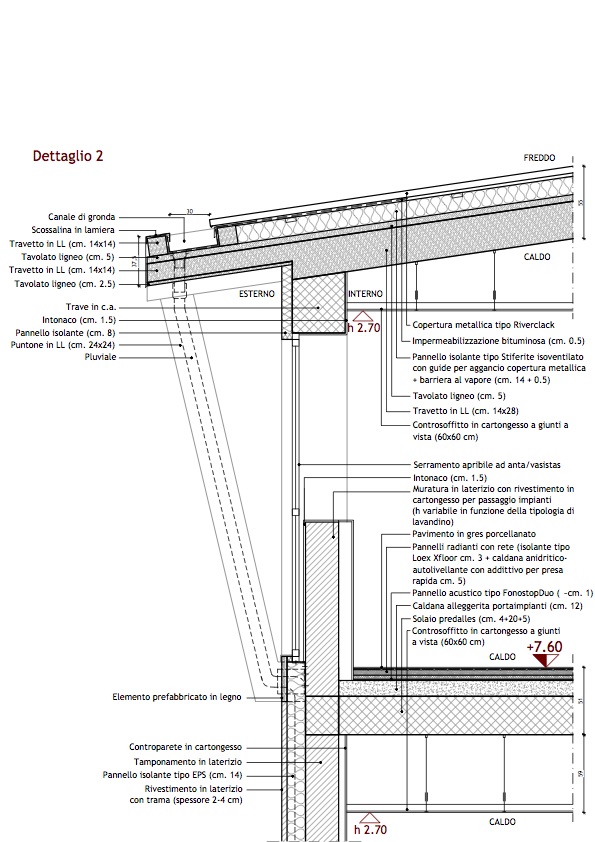 Dettaglio 2
FREDDO
30
55
Canale di gronda
Scossalina in lamiera
Travetto in LL (cm. 14x14)
Tavolato ligneo (cm. 5)
Travetto in LL (cm. 14x14)
Tavolato ligneo (cm. 2.5)
CALDO
ESTERNO
INTERNO
Trave in c.a.
Intonaco (cm. 1.5)
Pannello isolante (cm. 8)
Puntone in LL (cm. 24x24)
Pluviale
h 2.70
Copertura metallica tipo Riverclack
Impermeabilizzazione bituminosa (cm. 0.5)
Pannello isolante tipo Stiferite isoventilato
con guide per aggancio copertura metallica
+ barriera al vapore (cm. 14 + 0.5)
Tavolato ligneo (cm. 5)
Travetto in LL (cm. 14x28)
Controsoffitto in cartongesso a giunti a
vista (60x60 cm)
Serramento apribile ad anta/vasistas
Intonaco (cm. 1.5)
Muratura in laterizio con rivestimento in
cartongesso per passaggio impianti
(h variabile in funzione della tipologia di
lavandino)
Pavimento in gres porcellanato
Pannelli radianti con rete (isolante tipo
Loex Xfloor cm. 3 + caldana anidritico-
autolivellante con addittivo per presa
rapida cm. 5)
Pannello acustico tipo FonostopDuo ( ~cm. 1)
Caldana alleggerita portaimpianti (cm. 12)
Solaio predalles (cm. 4+20+5)
Controsoffitto in cartongesso a giunti
a vista (60x60 cm)
+7.60
CALDO
Elemento prefabbricato in legno
51
Controparete in cartongesso
Tamponamento in laterizio
Pannello isolante tipo EPS (cm. 14)
Rivestimento in laterizio
con trama (spessore 2-4 cm)
59
h 2.70
CALDO